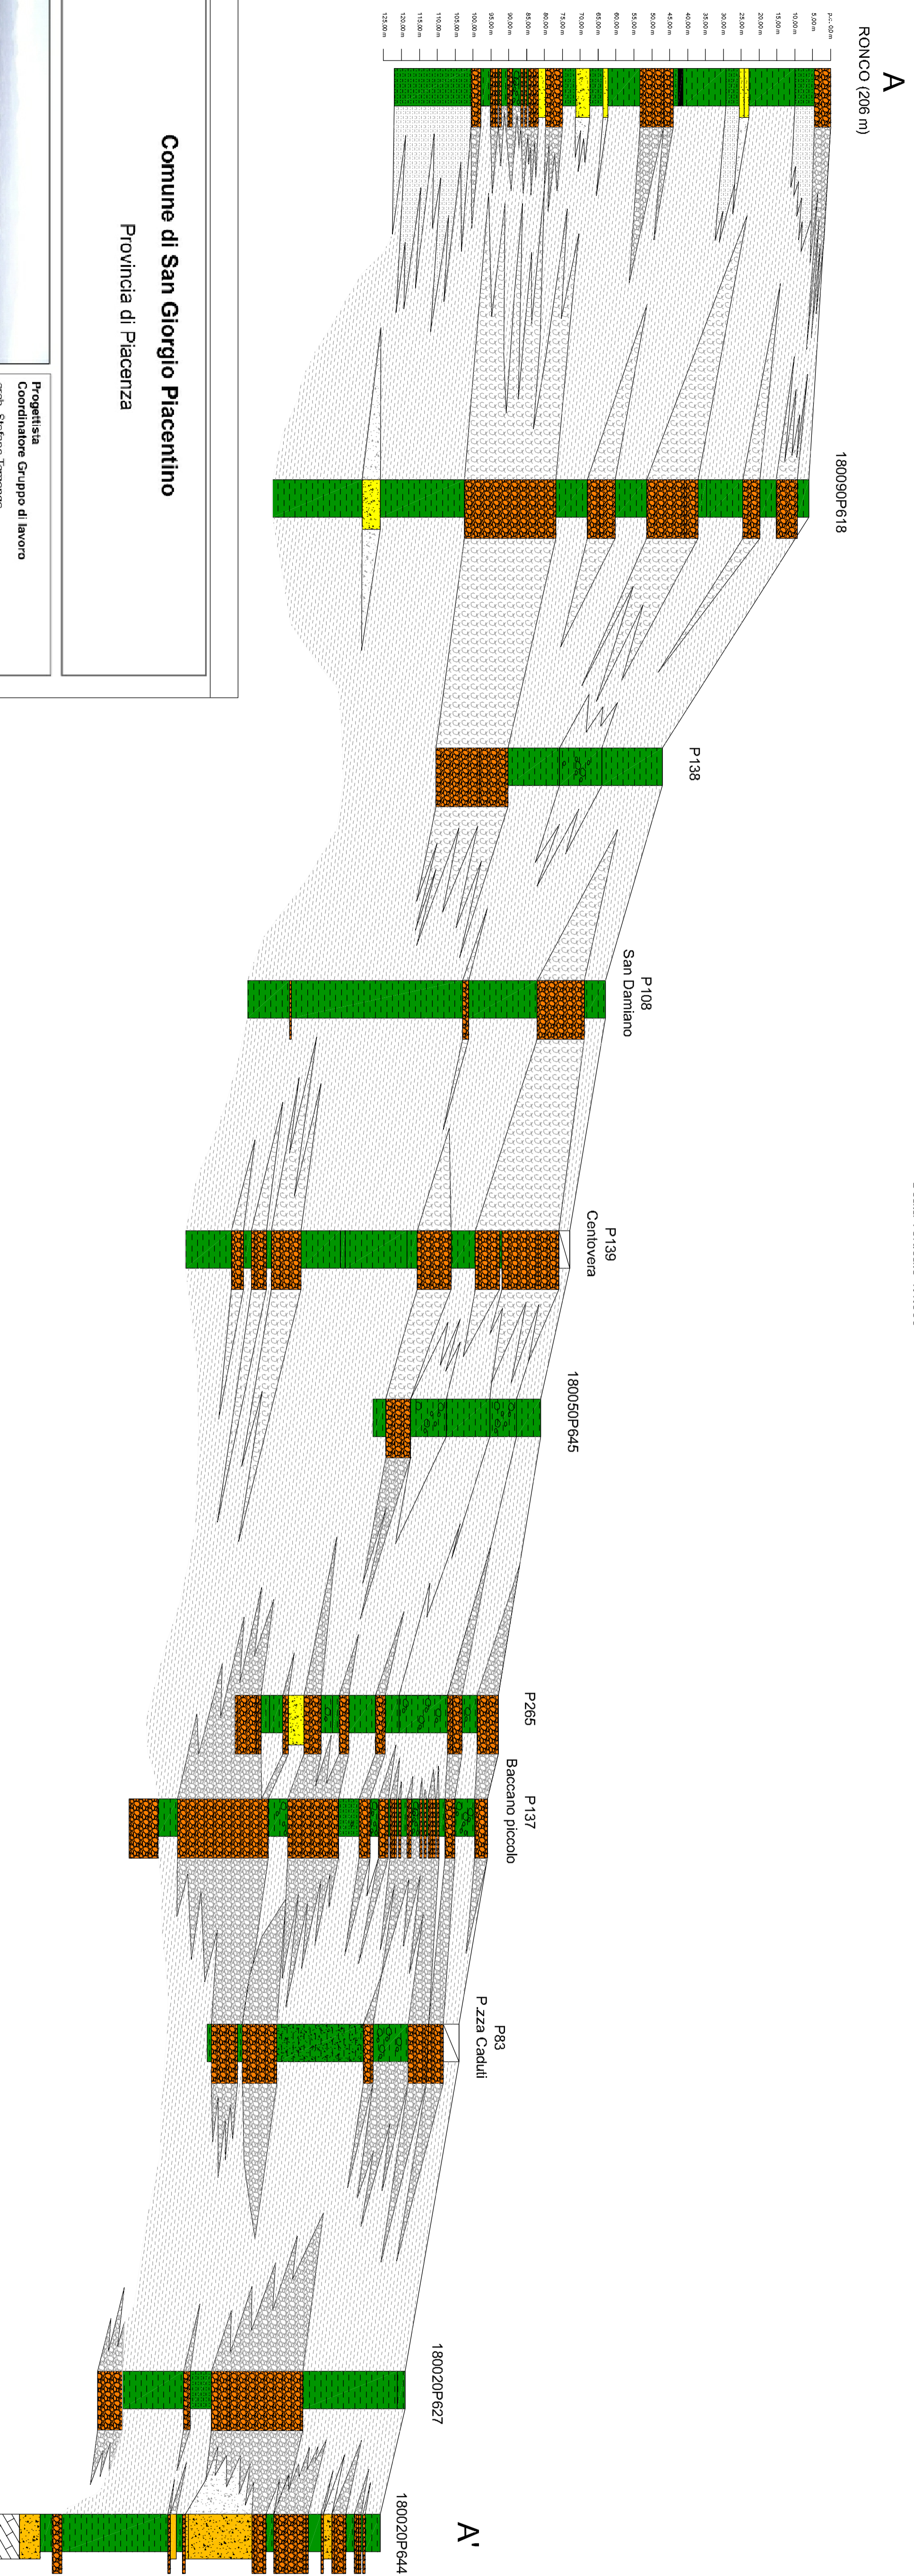 A
RONCO (206 m)
p.c. 0,0 m
5,00 m
10,00 m
15,00 m
20,00 m
25,00 m
30,00 m
35,00 m
40,00 m
45,00 m
50,00 m
55,00 m
60,00 m
65,00 m
70,00 m
75,00 m
80,00 m
85,00 m
90,00 m
95,00 m
100,00 m
105,00 m
110,00 m
115,00 m
120,00 m
125,00 m
180090P618
P138
P108
San Damiano
P139
Centovera
180050P645
P265
P137
Baccano piccolo
P83
P.zza Caduti
180020P627
180020P644
A'
Comune di San Giorgio Piacentino
Provincia di Piacenza
Progettista
Coordinatore Gruppo di lavoro